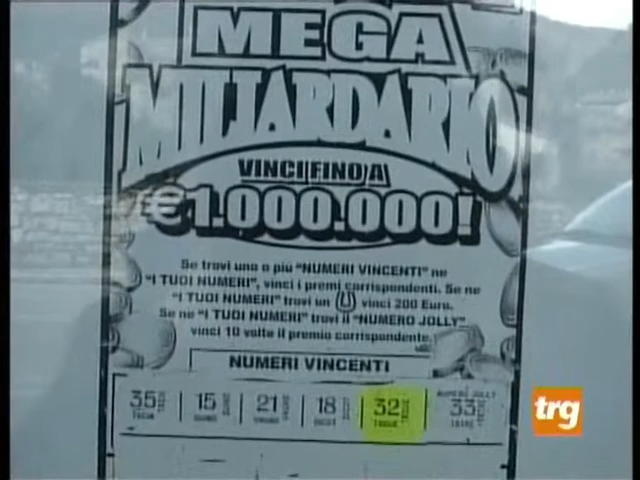 MEGA
MILIARDARIO
VINCI FINO A
€1.000.000!
Se trovi uno o più "NUMERI VINCENTI" ne
"I TUOI NUMERI", vinci i premi corrispondenti. Se ne
"I TUOI NUMERI" trovi un vinci 200 Euro.
Se ne "I TUOI NUMERI" trovi il "NUMERO JOLLY"
vinci 10 volte il premio corrispondente.
NUMERI VINCENTI
NUMERO JOLLY
35 15 21 18 32 33
trg